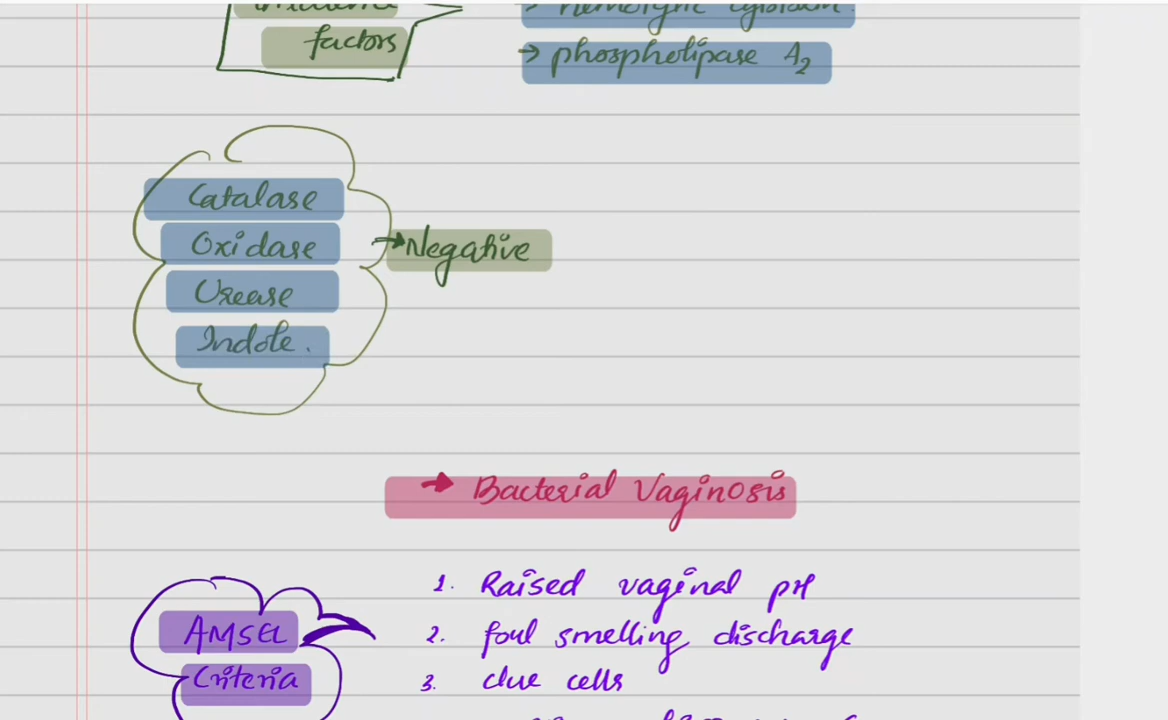 factors
→ phospholipase A2
Catalase
Oxidase
→ Negative
Urease
Indole.
→ Bacterial Vaginosis
1. Raised vaginal pH
AMSEL
2. foul smelling discharge
Criteria
3. clue cells